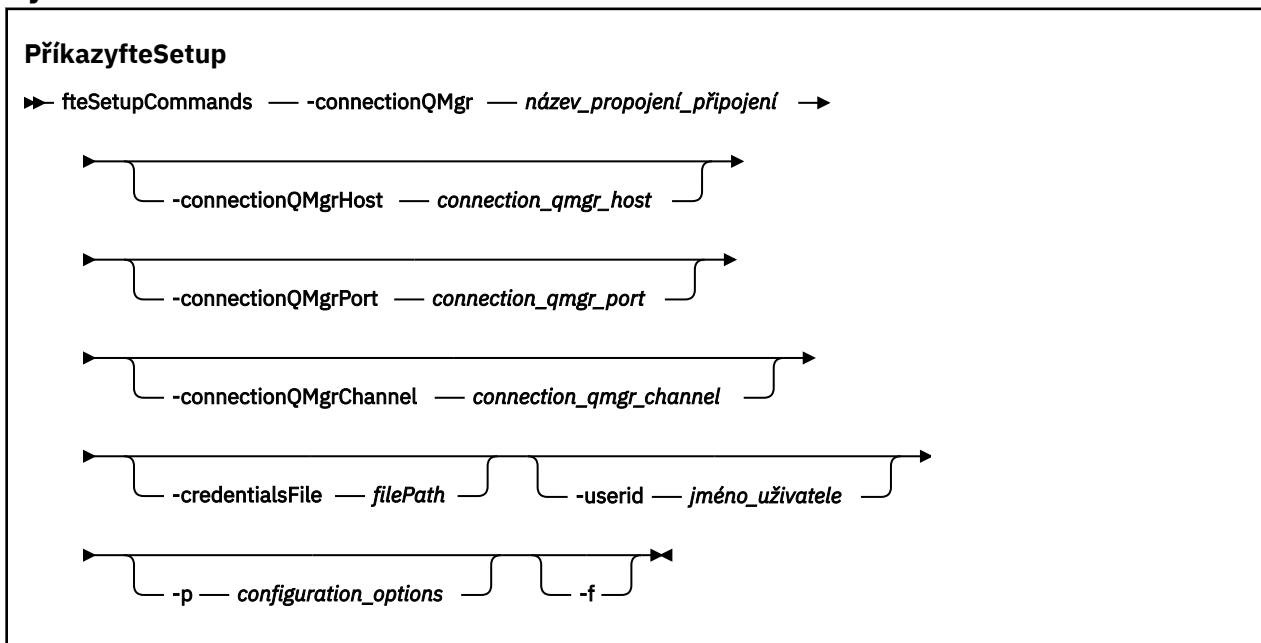 PříkazyfteSetup
fteSetupCommands -connectionQMgr název_propojení_připojení
-connectionQMgrHost connection_qmgr_host
-connectionQMgrPort connection_qmgr_port
-connectionQMgrChannel connection_qmgr_channel
-credentialsFile filePath -userid jméno_uživatele
-p configuration_options -f